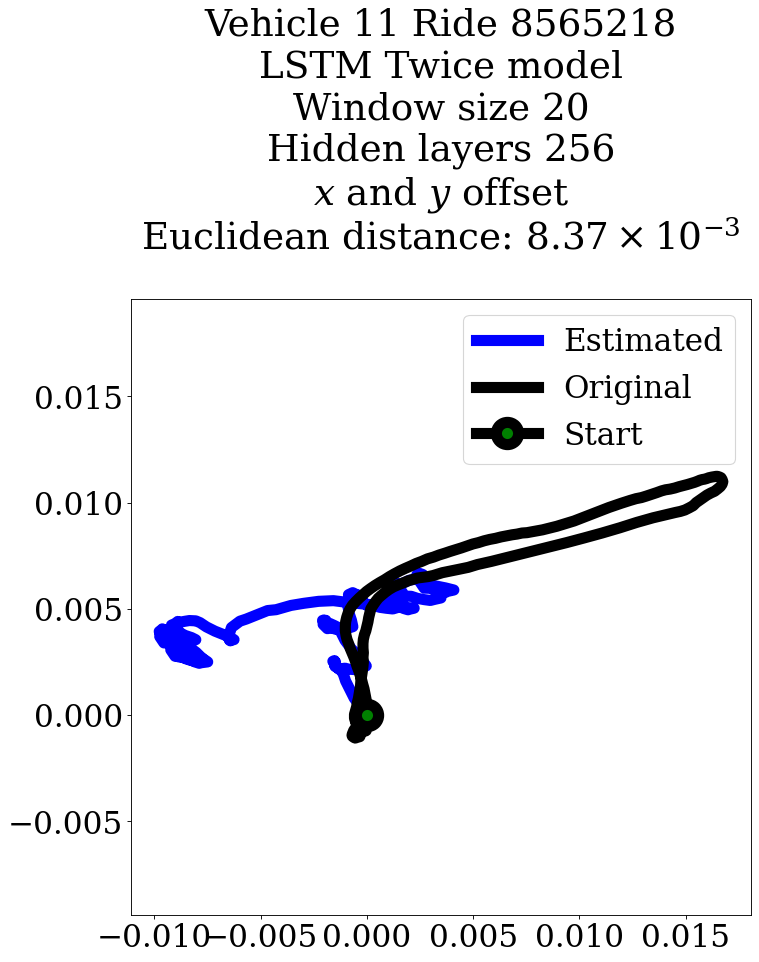 Vehicle 11 Ride 8565218
LSTM Twice model
Window size 20
Hidden layers 256
x and y offset
Euclidean distance: 8.37 × 10⁻³
Estimated
Original
Start
0.015
0.010
0.005
0.000
−0.005
−0.010 −0.005 0.000 0.005 0.010 0.015